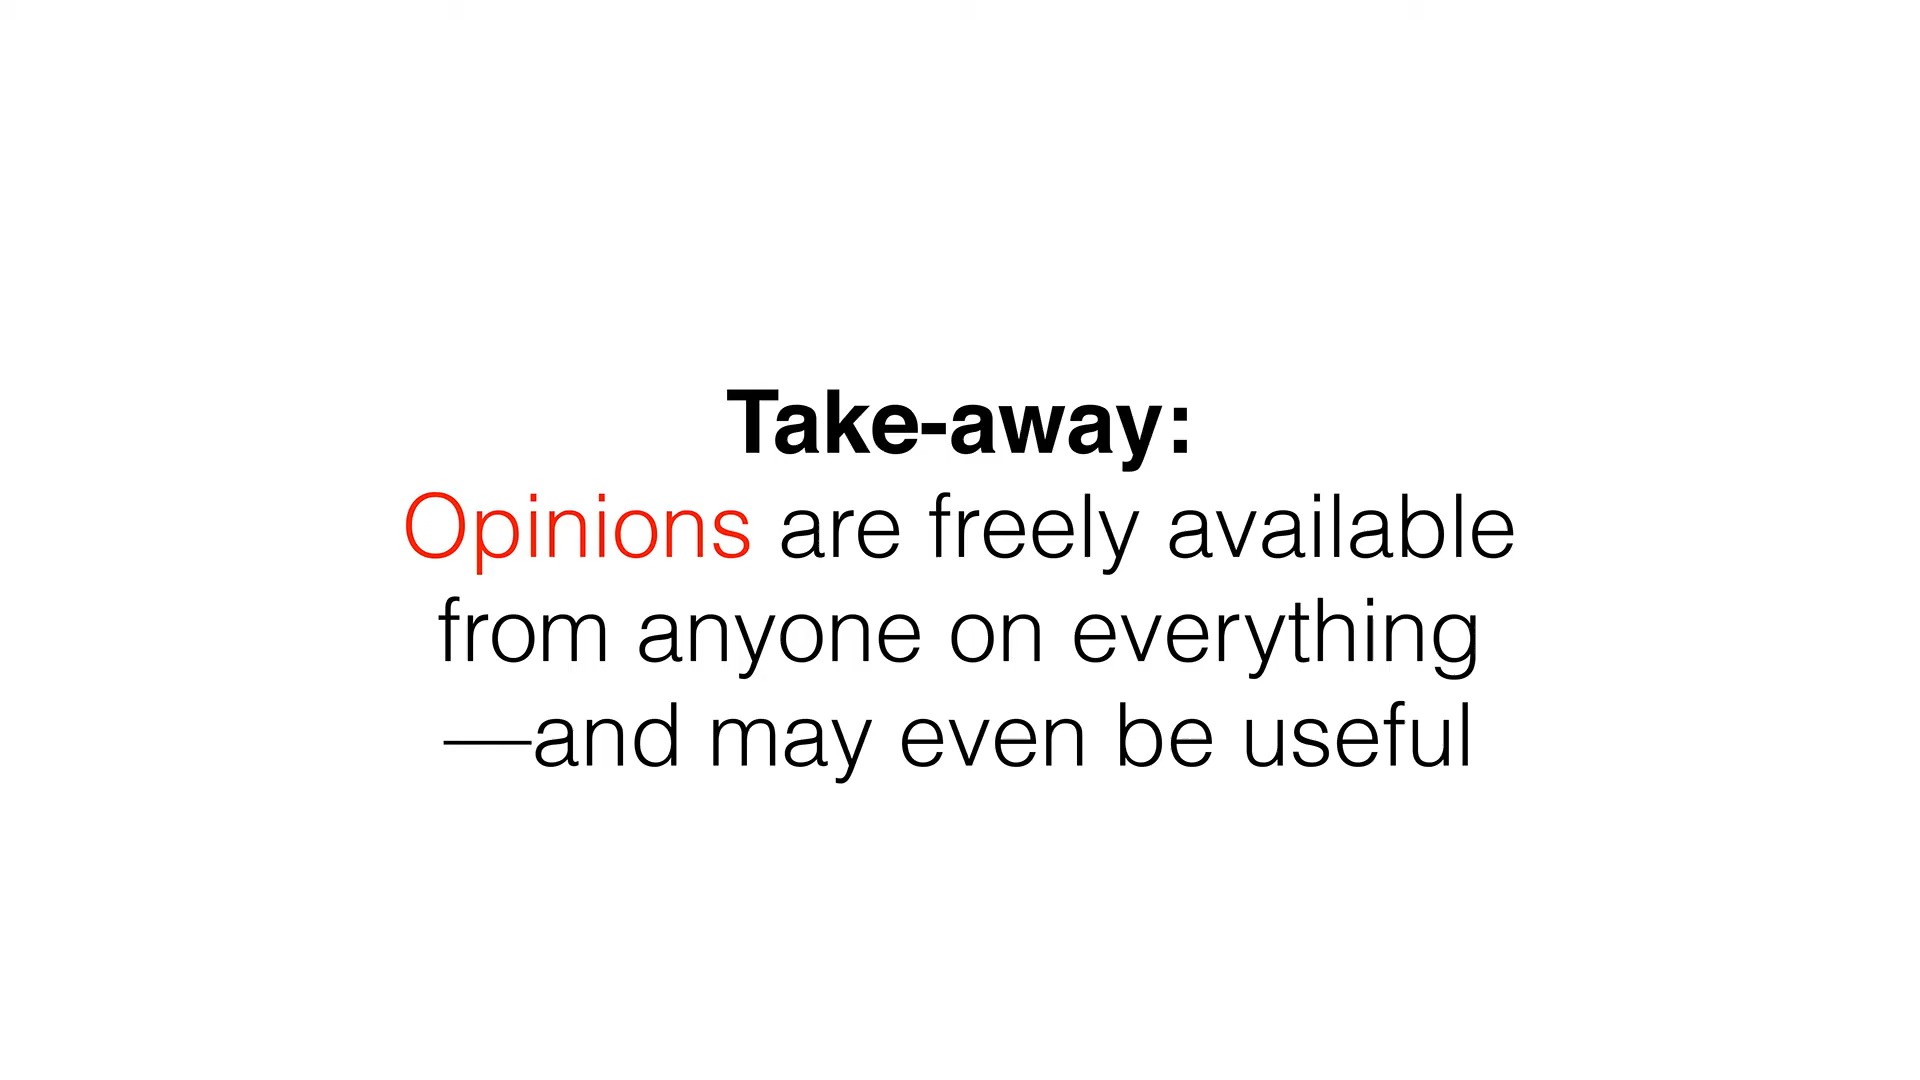 Take-away:
Opinions are freely available
from anyone on everything
—and may even be useful